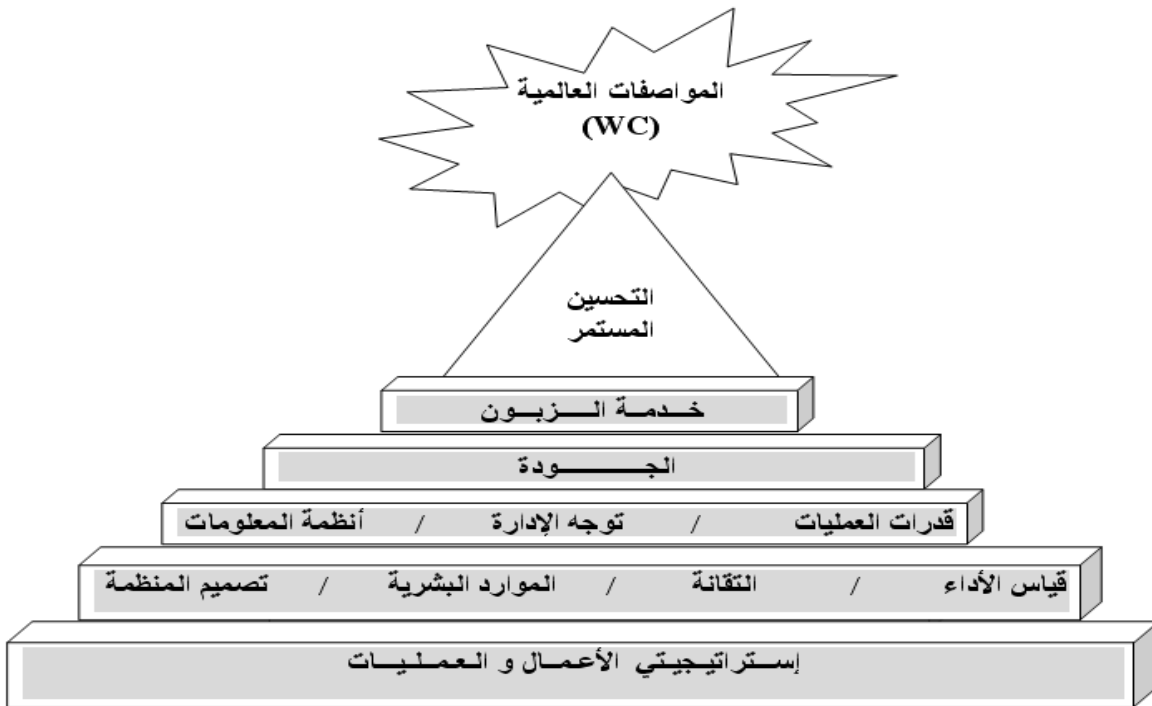 المواصفات العالمية
(WC)
التحسين
المستمر
خدمة الزبون
الجودة
قدرات العمليات / توجه الإدارة / أنظمة المعلومات
قياس الأداء / التقانة / الموارد البشرية / تصميم المنظمة
إستراتيجيتي الأعمال و العمليات